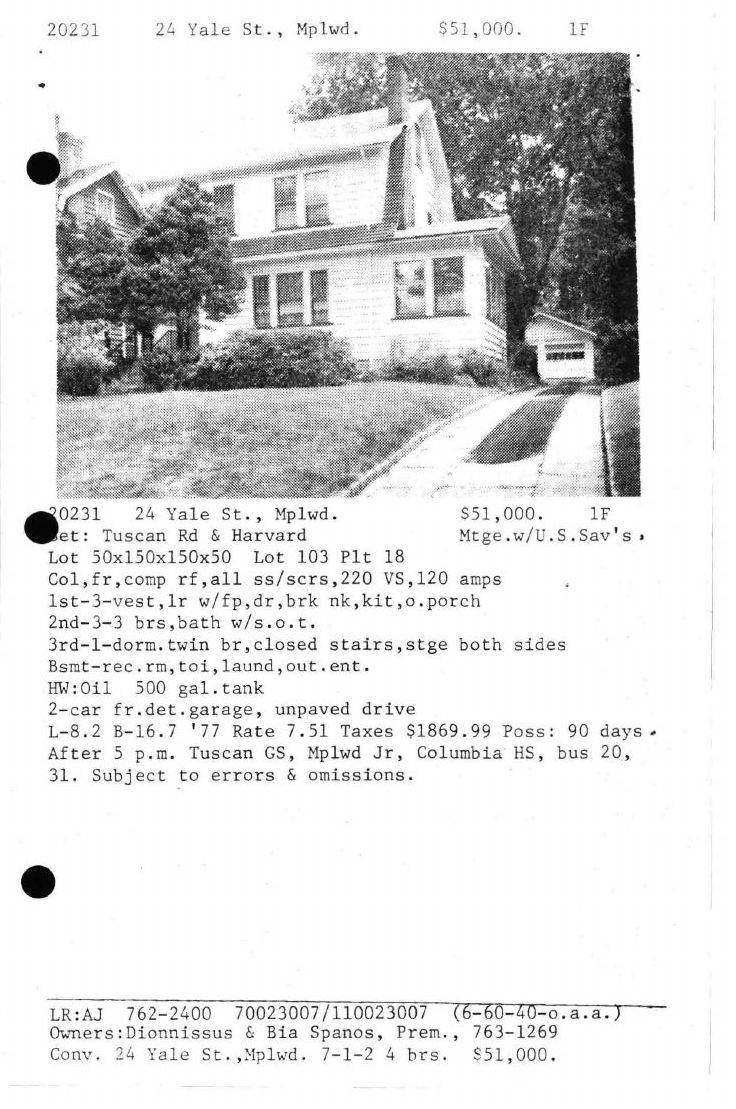 20231 24 Yale St., Mplwd. $51,000. 1F
20231 24 Yale St., Mplwd. $51,000. 1F
Bet: Tuscan Rd & Harvard Mtge.w/U.S.Sav's.
Lot 50x150x150x50 Lot 103 Plt 18
Col,fr,comp rf,all ss/scrs,220 VS,120 amps
1st-3-vest,lr w/fp,dr,brk nk,kit,o.porch
2nd-3-3 brs,bath w/s.o.t.
3rd-1-dorm.twin br,closed stairs,stge both sides
Bsmt-rec.rm,toi,laund,out.ent.
HW:Oil 500 gal.tank
2-car fr.det.garage, unpaved drive
L-8.2 B-16.7 '77 Rate 7.51 Taxes $1869.99 Poss: 90 days.
After 5 p.m. Tuscan GS, Mplwd Jr, Columbia HS, bus 20,
31. Subject to errors & omissions.
LR:AJ 762-2400 70023007/110023007 (6-60-40-o.a.a.)
Owners:Dionnissus & Bia Spanos, Prem., 763-1269
Conv. 24 Yale St.,Mplwd. 7-1-2 4 brs. $51,000.